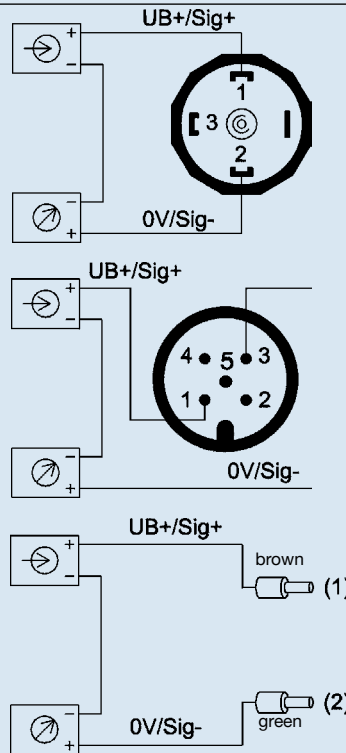 UB+/Sig+
+
−
1
3
2
−
+
0V/Sig-
UB+/Sig+
+
−
4 5 3
1 2
−
+
0V/Sig-
UB+/Sig+
+
−
brown
(1)
−
+
0V/Sig-
(2)
green